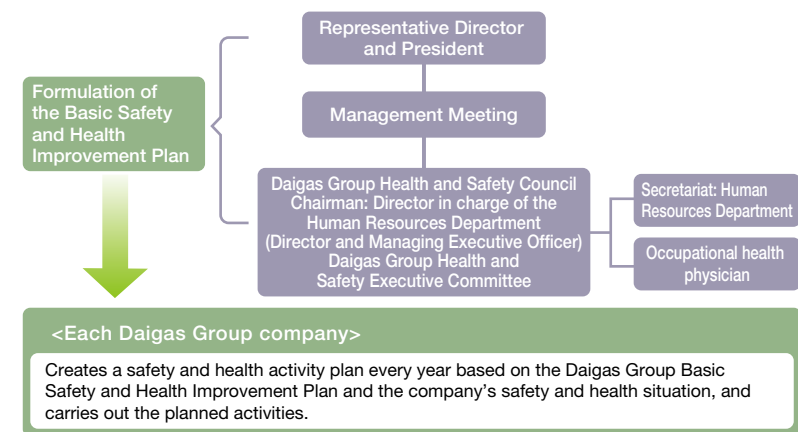 Representative Director
and President
Formulation of
the Basic Safety
and Health
Improvement Plan
Management Meeting
Daigas Group Health and Safety Council
Chairman: Director in charge of the
Human Resources Department
(Director and Managing Executive Officer)
Daigas Group Health and
Safety Executive Committee
Secretariat: Human
Resources Department
Occupational health
physician
<Each Daigas Group company>
Creates a safety and health activity plan every year based on the Daigas Group Basic
Safety and Health Improvement Plan and the company's safety and health situation, and
carries out the planned activities.